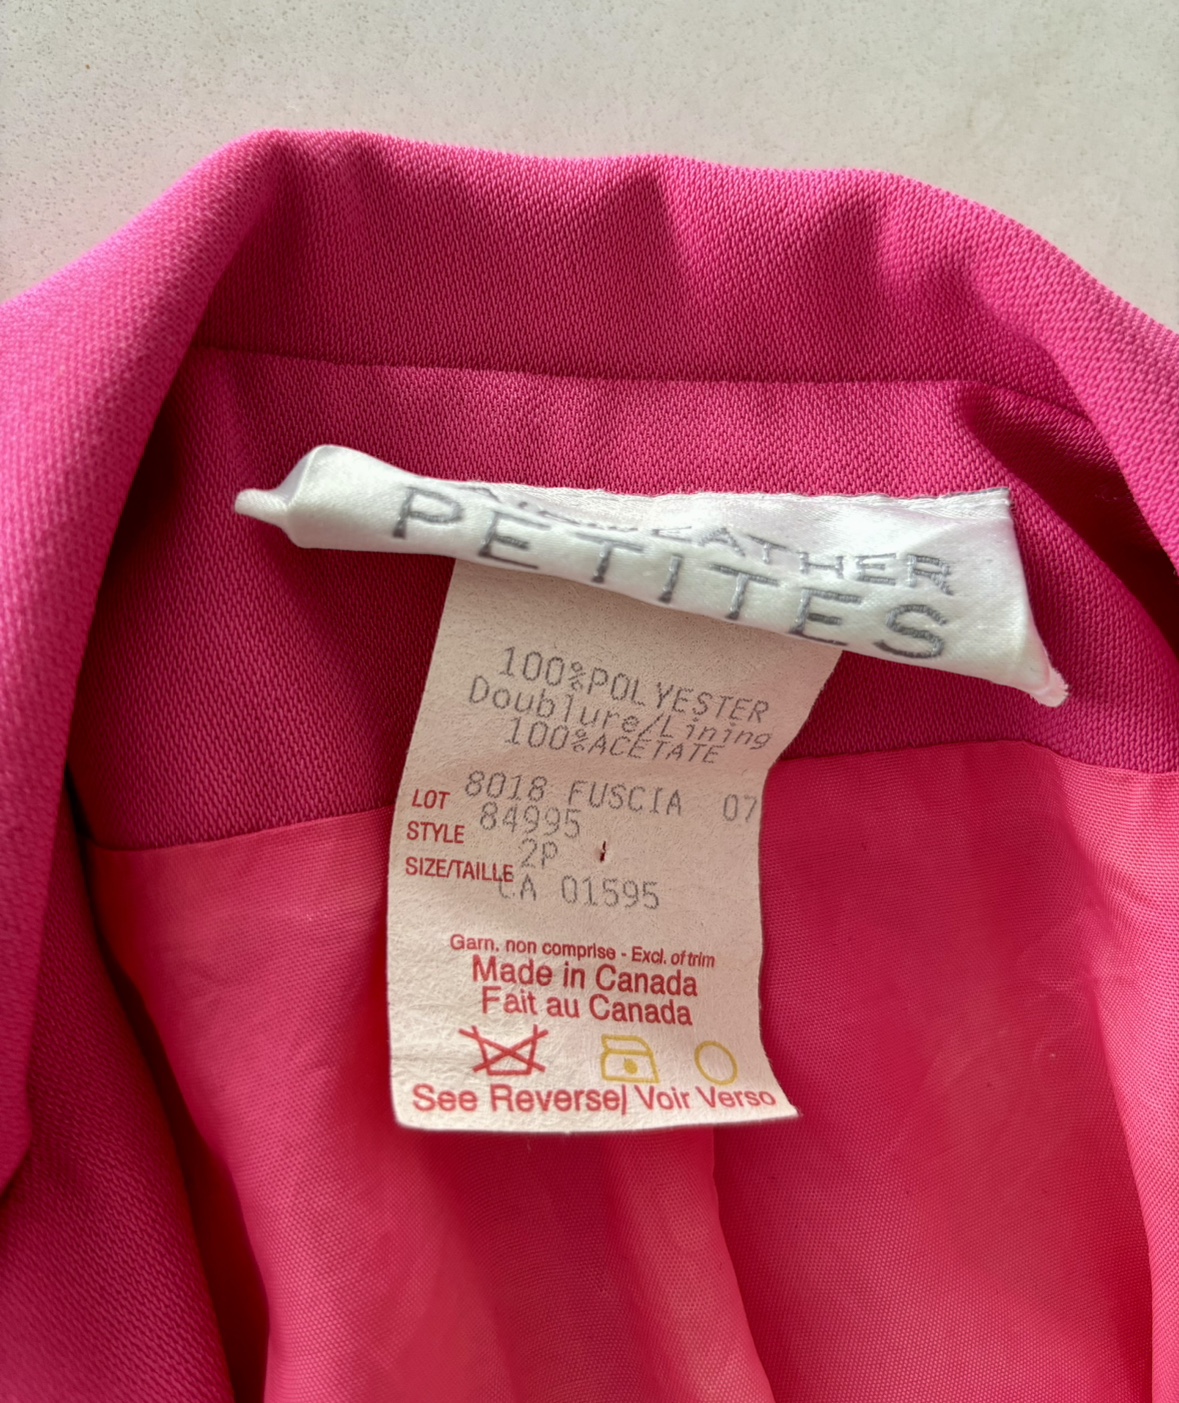 PETITES
100%POLYESTER
Doublure/Lining
100%ACETATE
LOT 8018 FUSCIA 07
STYLE 84995
SIZE/TAILLE 2P
CA 01595
Garn. non comprise - Excl. of trim
Made in Canada
Fait au Canada
See Reverse/ Voir Verso